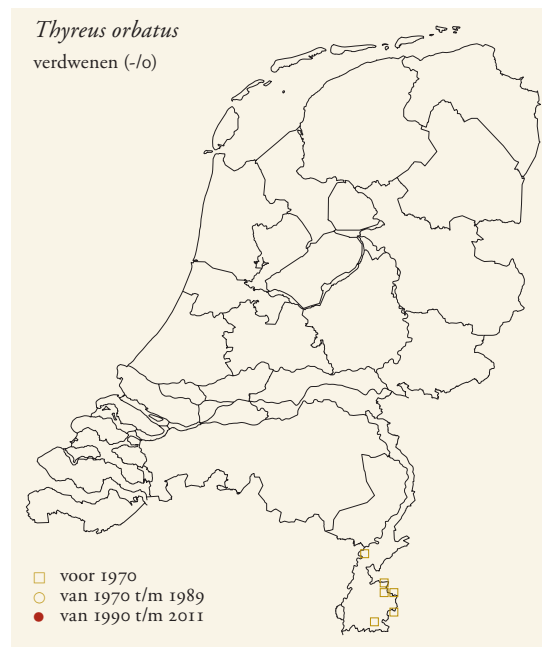 Thyreus orbatus
verdwenen (-/0)
voor 1970
van 1970 t/m 1989
van 1990 t/m 2011